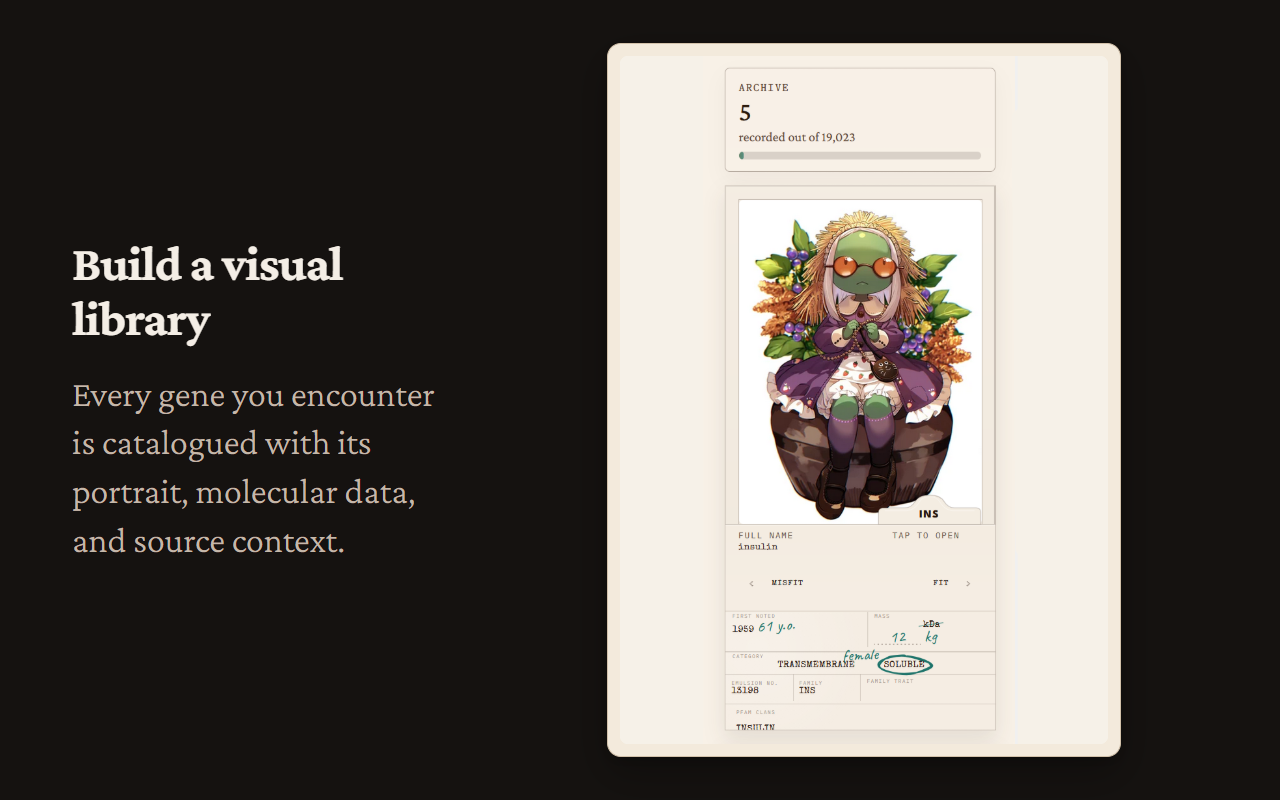 Build a visual
library
Every gene you encounter
is catalogued with its
portrait, molecular data,
and source context.
ARCHIVE
5
recorded out of 19,023
INS
FULL NAME
insulin
TAP TO OPEN
‹ MISFIT
FIT ›
FIRST NOTED
1959 61 y.o.
MASS
kDa
12 kg
CATEGORY
TRANSMEMBRANE
female
SOLUBLE
EMULSION NO.
13198
FAMILY
INS
FAMILY TRAIT
PFAM CLANS
INSULIN